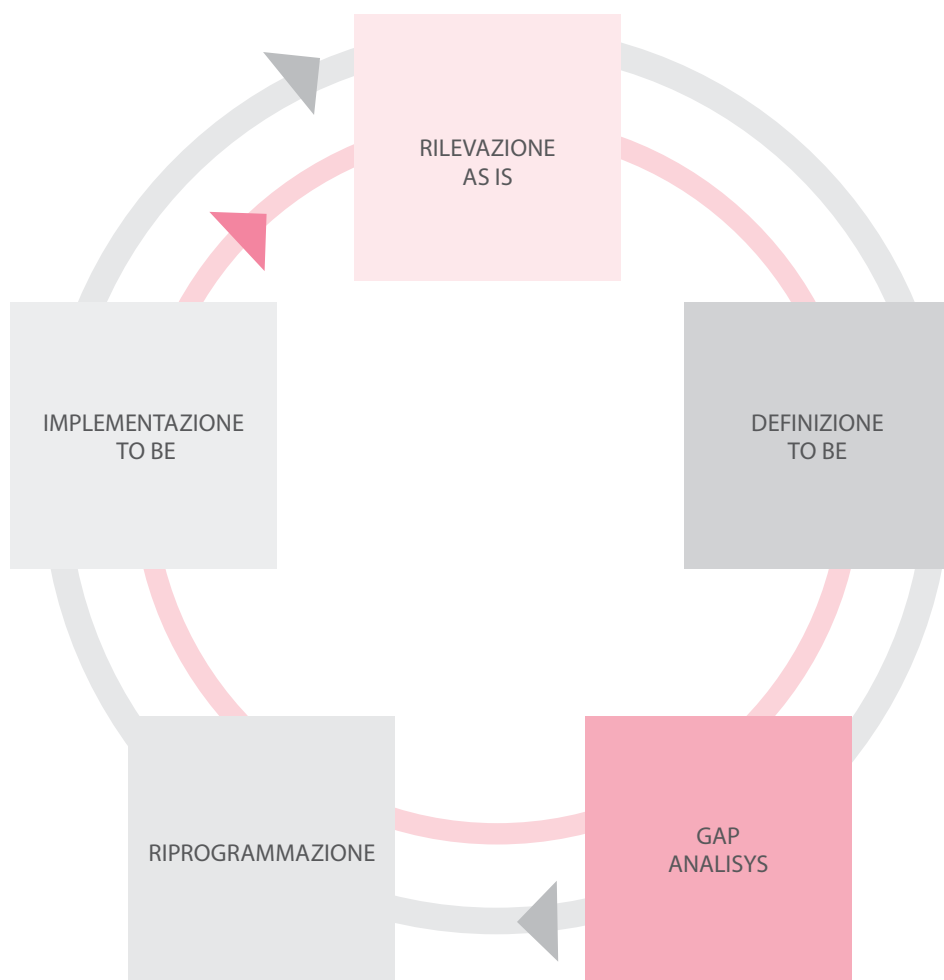 RILEVAZIONE
AS IS
DEFINIZIONE
TO BE
GAP
ANALISYS
RIPROGRAMMAZIONE
IMPLEMENTAZIONE
TO BE